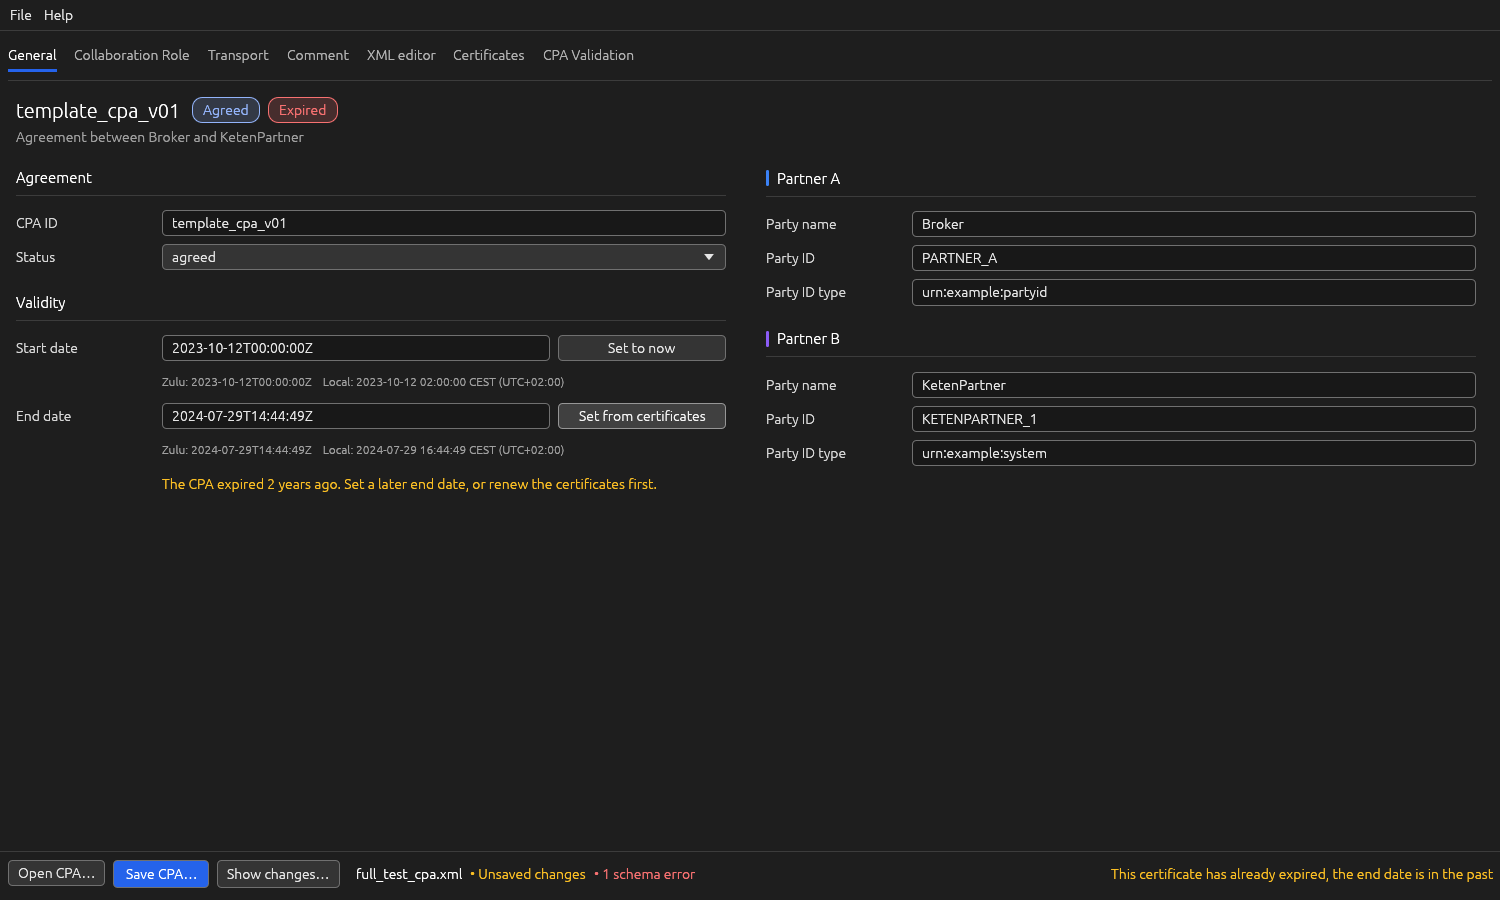 File Help
General Collaboration Role Transport Comment XML editor Certificates CPA Validation
template_cpa_v01 Agreed Expired
Agreement between Broker and KetenPartner
Agreement
CPA ID template_cpa_v01
Status agreed
Validity
Start date 2023-10-12T00:00:00Z Set to now
Zulu: 2023-10-12T00:00:00Z Local: 2023-10-12 02:00:00 CEST (UTC+02:00)
End date 2024-07-29T14:44:49Z Set from certificates
Zulu: 2024-07-29T14:44:49Z Local: 2024-07-29 16:44:49 CEST (UTC+02:00)
The CPA expired 2 years ago. Set a later end date, or renew the certificates first.
Partner A
Party name Broker
Party ID PARTNER_A
Party ID type urn:example:partyid
Partner B
Party name KetenPartner
Party ID KETENPARTNER_1
Party ID type urn:example:system
Open CPA... Save CPA... Show changes... full_test_cpa.xml • Unsaved changes • 1 schema error This certificate has already expired, the end date is in the past